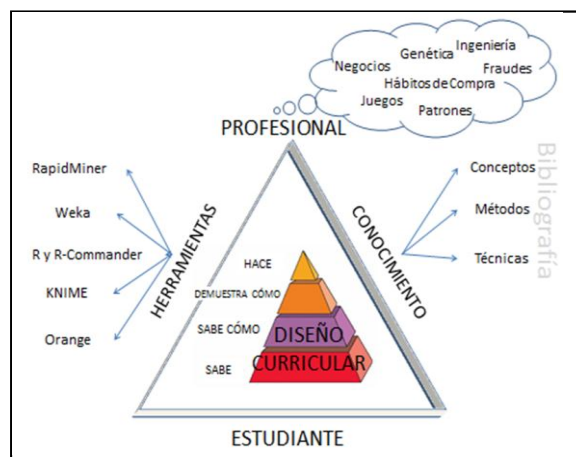 Negocios
Genética
Ingeniería
Fraudes
Hábitos de Compra
Juegos
Patrones
PROFESIONAL
RapidMiner
Weka
R y R-Commander
KNIME
Orange
HERRAMIENTAS
CONOCIMIENTO
Conceptos
Métodos
Técnicas
Bibliografía
HACE
DEMUESTRA CÓMO
SABE CÓMO
SABE
DISEÑO
CURRICULAR
ESTUDIANTE